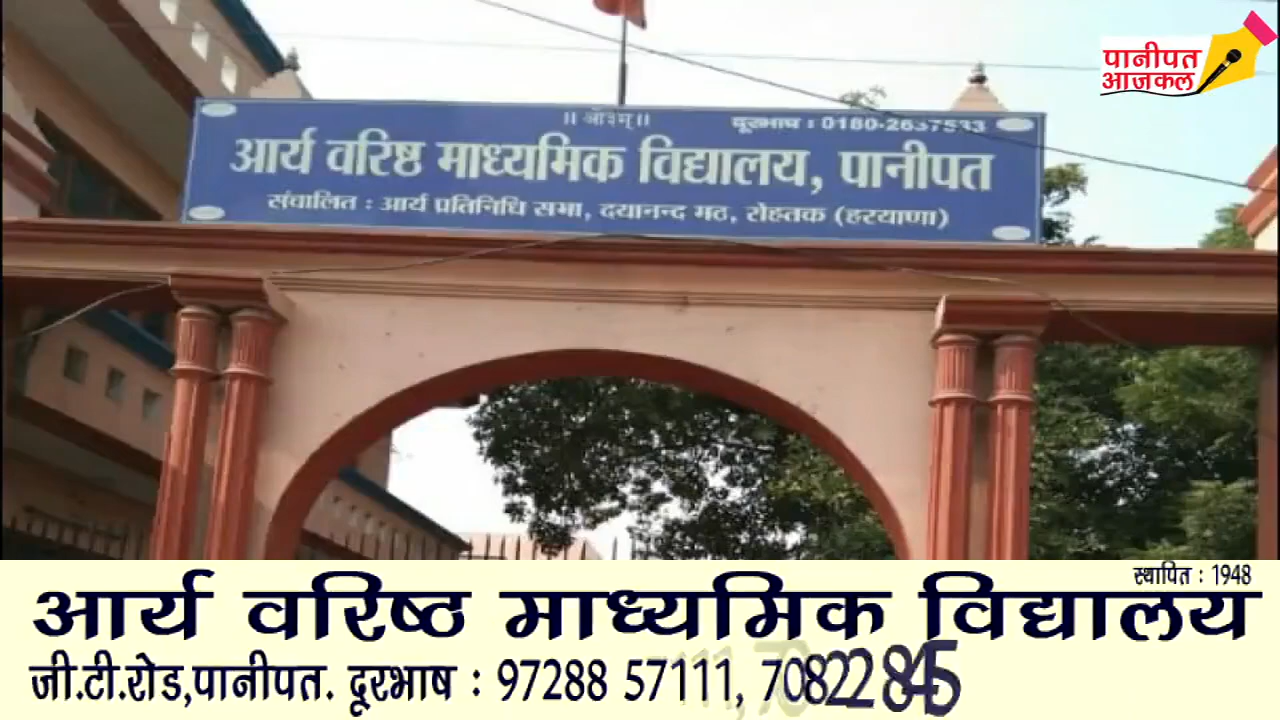 पानीपत
आजकल
॥ ओ३म् ॥ दूरभाष : 0180-2637533
आर्य वरिष्ठ माध्यमिक विद्यालय, पानीपत
संचालित : आर्य प्रतिनिधि सभा, दयानन्द मठ, रोहतक (हरयाणा)
स्थापित : 1948
आर्य वरिष्ठ माध्यमिक विद्यालय
जी.टी.रोड,पानीपत. दूरभाष : 97288 57111,